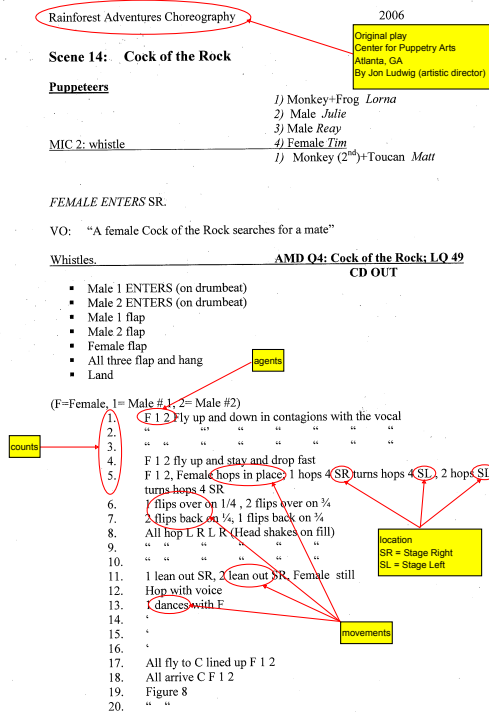 Rainforest Adventures Choreography 2006
Original play
Center for Puppetry Arts
Atlanta, GA
By Jon Ludwig (artistic director)
Scene 14: Cock of the Rock
Puppeteers
1) Monkey+Frog Lorna
2) Male Julie
3) Male Reay
MIC 2: whistle 4) Female Tim
1) Monkey (2nd)+Toucan Matt
FEMALE ENTERS SR.
VO: “A female Cock of the Rock searches for a mate”
Whistles. AMD Q4: Cock of the Rock; LQ 49
CD OUT
▪ Male 1 ENTERS (on drumbeat)
▪ Male 2 ENTERS (on drumbeat)
▪ Male 1 flap
▪ Male 2 flap
▪ Female flap
▪ All three flap and hang
▪ Land
agents
(F=Female, 1= Male #1, 2= Male #2)
1. F 1 2 Fly up and down in contagions with the vocal
2. “ “’ “ “ “ “ “
counts
3. “ “ “ “ “ “ “ “
4. F 1 2 fly up and stay and drop fast
5. F 1 2, Female hops in place; 1 hops 4 SR turns hops 4 SL, 2 hops SL
turns hops 4 SR
6. 1 flips over on 1/4 , 2 flips over on ¾
7. 2 flips back on ¼, 1 flips back on ¾
8. All hop L R L R (Head shakes on fill)
9. “ “ “ “ “ “
10. “ “ “ “ “ “
location
SR = Stage Right
SL = Stage Left
11. 1 lean out SR, 2 lean out SR, Female still
12. Hop with voice
13. 1 dances with F
14. ‘
15. ‘
16. ‘
movements
17. All fly to C lined up F 1 2
18. All arrive C F 1 2
19. Figure 8
20. “ “